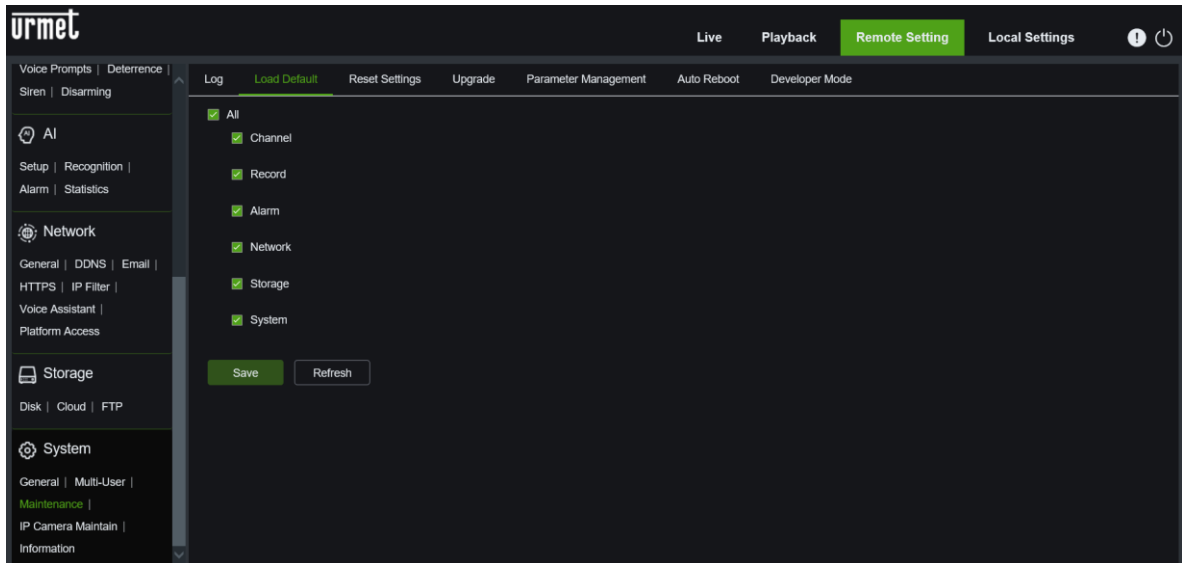 urmet
Live Playback Remote Setting Local Settings
Voice Prompts | Deterrence |
Siren | Disarming
AI
Setup | Recognition |
Alarm | Statistics
Network
General | DDNS | Email |
HTTPS | IP Filter |
Voice Assistant |
Platform Access
Storage
Disk | Cloud | FTP
System
General | Multi-User |
Maintenance |
IP Camera Maintain |
Information
Log Load Default Reset Settings Upgrade Parameter Management Auto Reboot Developer Mode
All
Channel
Record
Alarm
Network
Storage
System
Save Refresh